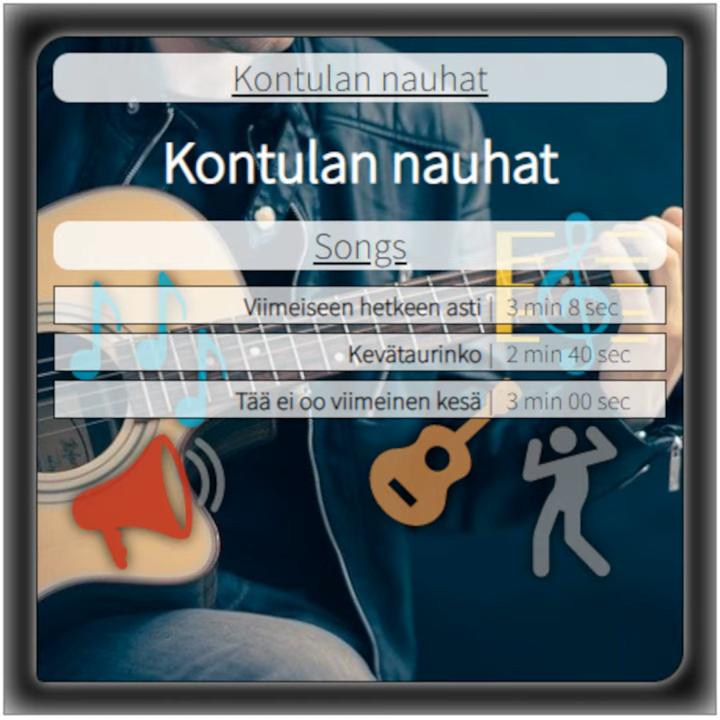 Kontulan nauhat
Kontulan nauhat
Songs
Viimeiseen hetkeen asti | 3 min 8 sec
Kevätaurinko | 2 min 40 sec
Tää ei oo viimeinen kesä | 3 min 00 sec